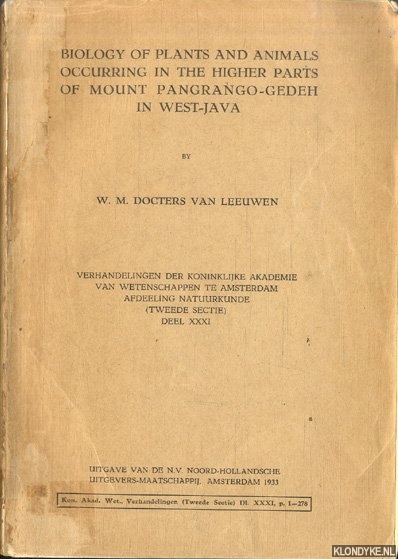 BIOLOGY OF PLANTS AND ANIMALS
OCCURRING IN THE HIGHER PARTS
OF MOUNT PANGRANGO-GEDEH
IN WEST-JAVA
BY
W. M. DOCTERS VAN LEEUWEN
VERHANDELINGEN DER KONINKLIJKE AKADEMIE
VAN WETENSCHAPPEN TE AMSTERDAM
AFDEELING NATUURKUNDE
(TWEEDE SECTIE)
DEEL XXXI
UITGAVE VAN DE N.V. NOORD-HOLLANDSCHE
UITGEVERS-MAATSCHAPPIJ, AMSTERDAM 1933
Kon. Akad. Wet., Verhandelingen (Tweede Sectie) Dl. XXXI, p. 1—278
KLONDYKE.NL